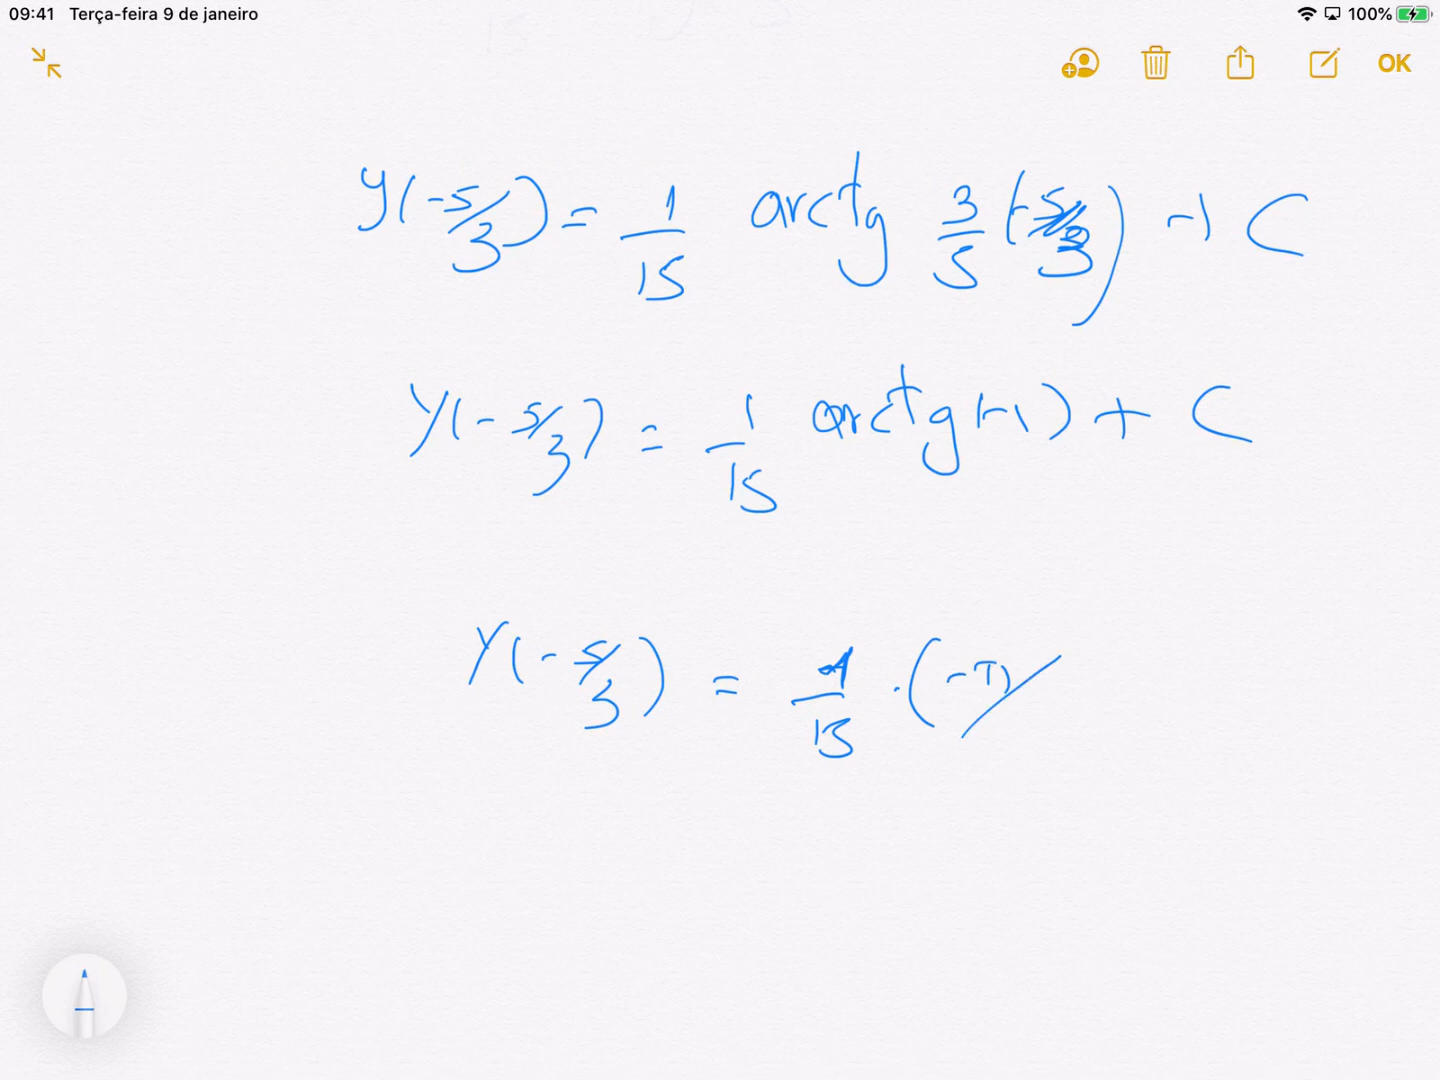 09:41 Terça-feira 9 de janeiro 100%
OK
y(-5/3) = 1/15 arctg 3/5 (-5/3) + C
y(-5/3) = 1/15 arctg(-1) + C
y(-5/3) = 1/15 · (-π/